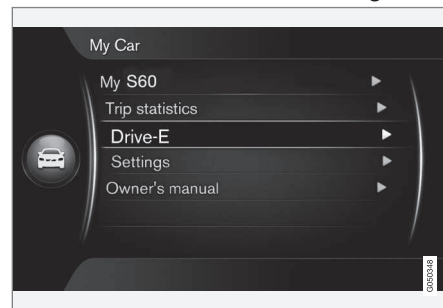 My Car
My S60
Trip statistics
Drive-E
Settings
Owner's manual
G050348